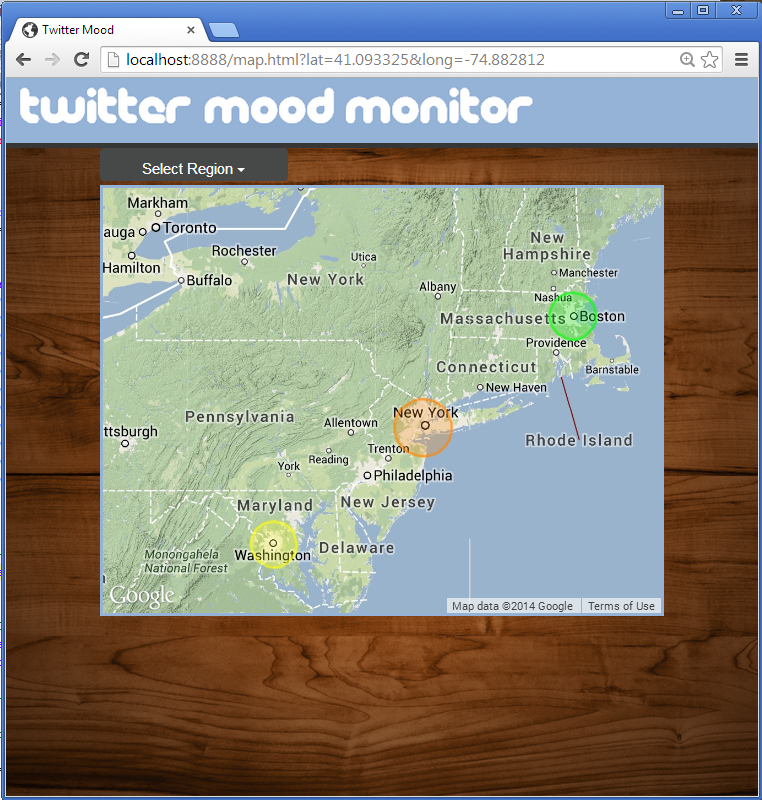 Twitter Mood
localhost:8888/map.html?lat=41.093325&long=-74.882812
twitter mood monitor
Select Region
Markham
auga
Toronto
Hamilton
Rochester
Buffalo
Utica
New York
Albany
New
Hampshire
Manchester
Nashua
Massachusetts
Boston
Providence
Barnstable
Connecticut
New Haven
Rhode Island
New York
Pennsylvania
Allentown
ttsburgh
Trenton
Reading
York
Philadelphia
Maryland
New Jersey
Washington
Delaware
Monongahela
National Forest
Google
Map data ©2014 Google
Terms of Use